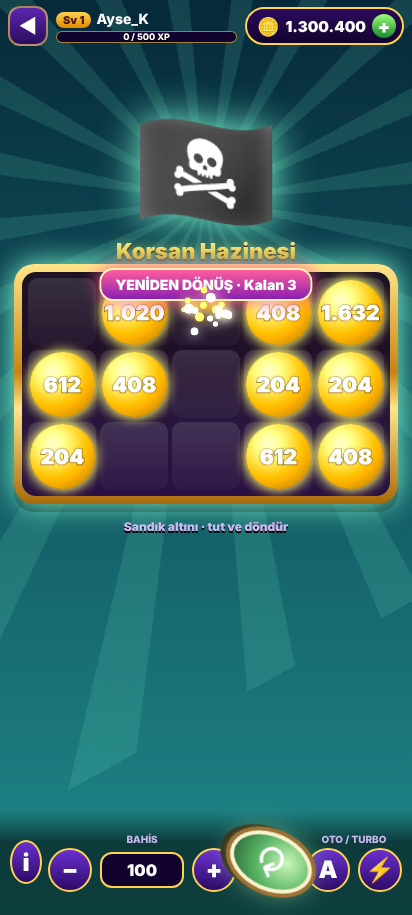 Sv 1 Ayse_K
0 / 500 XP
1.300.400 +
Korsan Hazinesi
YENİDEN DÖNÜŞ · Kalan 3
1.020 408 1.632
612 408 204 204
204 612 408
Sandık altını · tut ve döndür
BAHİS OTO / TURBO
i − 100 + A